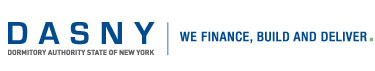 DASNY
DORMITORY AUTHORITY STATE OF NEW YORK
WE FINANCE, BUILD AND DELIVER.